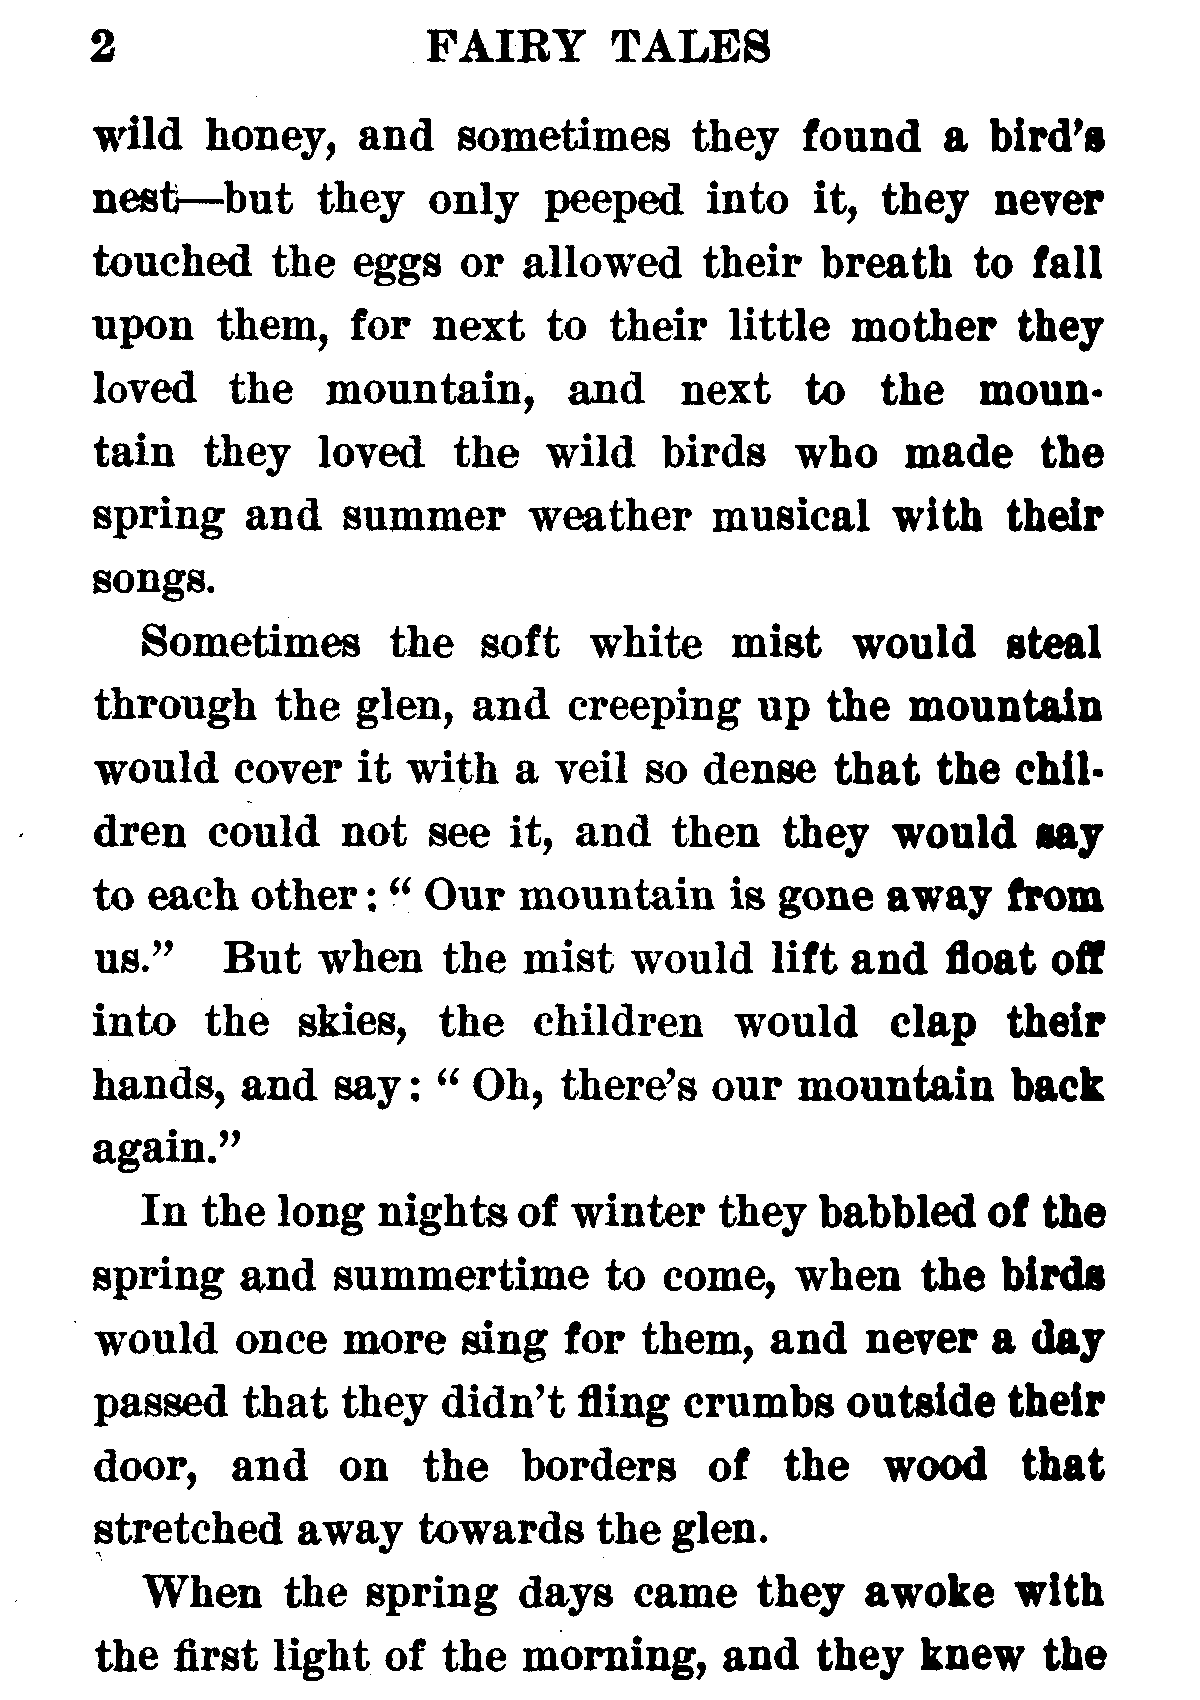 2 FAIRY TALES
wild honey, and sometimes they found a bird's
nest—but they only peeped into it, they never
touched the eggs or allowed their breath to fall
upon them, for next to their little mother they
loved the mountain, and next to the moun-
tain they loved the wild birds who made the
spring and summer weather musical with their
songs.
Sometimes the soft white mist would steal
through the glen, and creeping up the mountain
would cover it with a veil so dense that the chil-
dren could not see it, and then they would say
to each other: “ Our mountain is gone away from
us.” But when the mist would lift and float off
into the skies, the children would clap their
hands, and say: “ Oh, there’s our mountain back
again.”
In the long nights of winter they babbled of the
spring and summertime to come, when the birds
would once more sing for them, and never a day
passed that they didn’t fling crumbs outside their
door, and on the borders of the wood that
stretched away towards the glen.
When the spring days came they awoke with
the first light of the morning, and they knew the